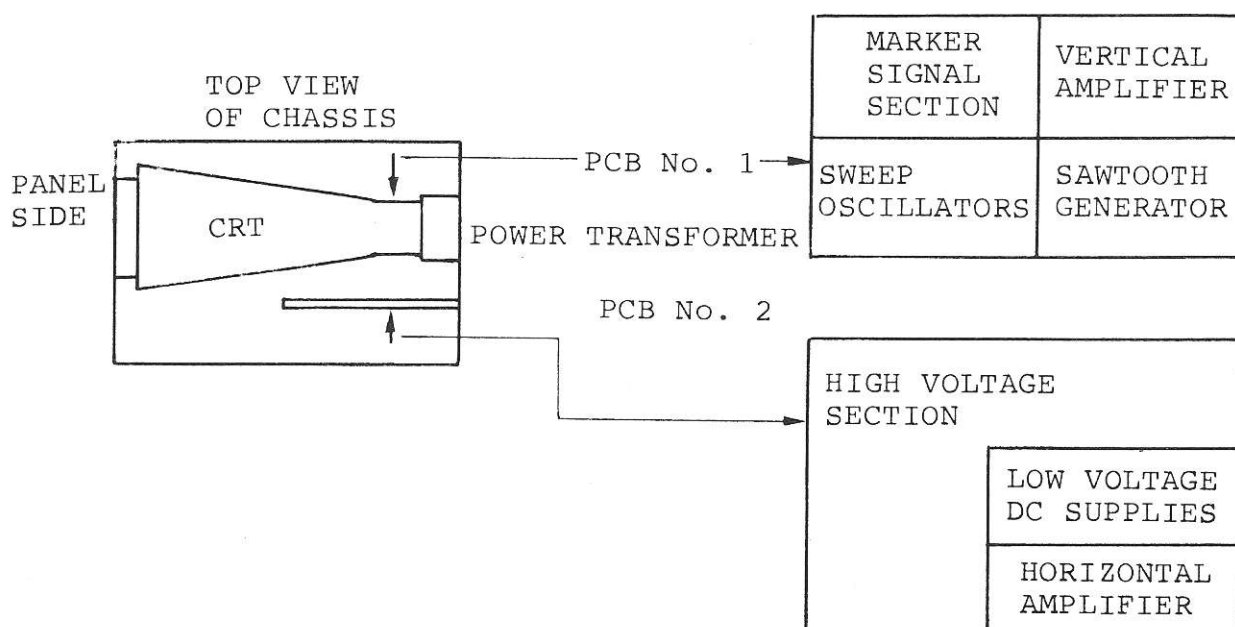 TOP VIEW
OF CHASSIS
PANEL
SIDE
CRT
POWER TRANSFORMER
PCB No. 1
PCB No. 2
MARKER
SIGNAL
SECTION
VERTICAL
AMPLIFIER
SWEEP
OSCILLATORS
SAWTOOTH
GENERATOR
HIGH VOLTAGE
SECTION
LOW VOLTAGE
DC SUPPLIES
HORIZONTAL
AMPLIFIER